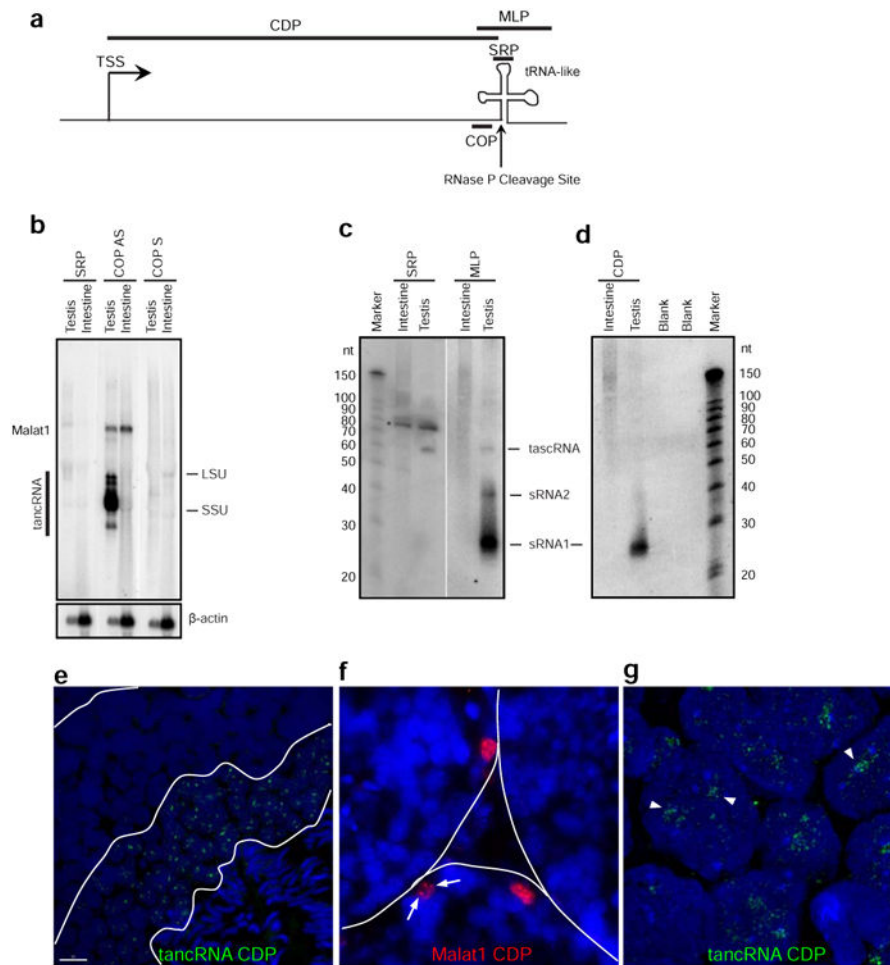 a
CDP
MLP
TSS
SRP
tRNA-like
COP
RNase P Cleavage Site
b
SRP
COP AS
COP S
Testis
Intestine
Testis
Intestine
Testis
Intestine
Malat1
tancRNA
LSU
SSU
β-actin
c
SRP
MLP
Marker
Intestine
Testis
Intestine
Testis
nt
150
100
90
80
70
60
50
40
30
20
tascRNA
sRNA2
sRNA1
d
CDP
Intestine
Testis
Blank
Blank
Marker
nt
150
100
90
80
70
60
50
40
30
20
e
tancRNA CDP
f
Malat1 CDP
g
tancRNA CDP